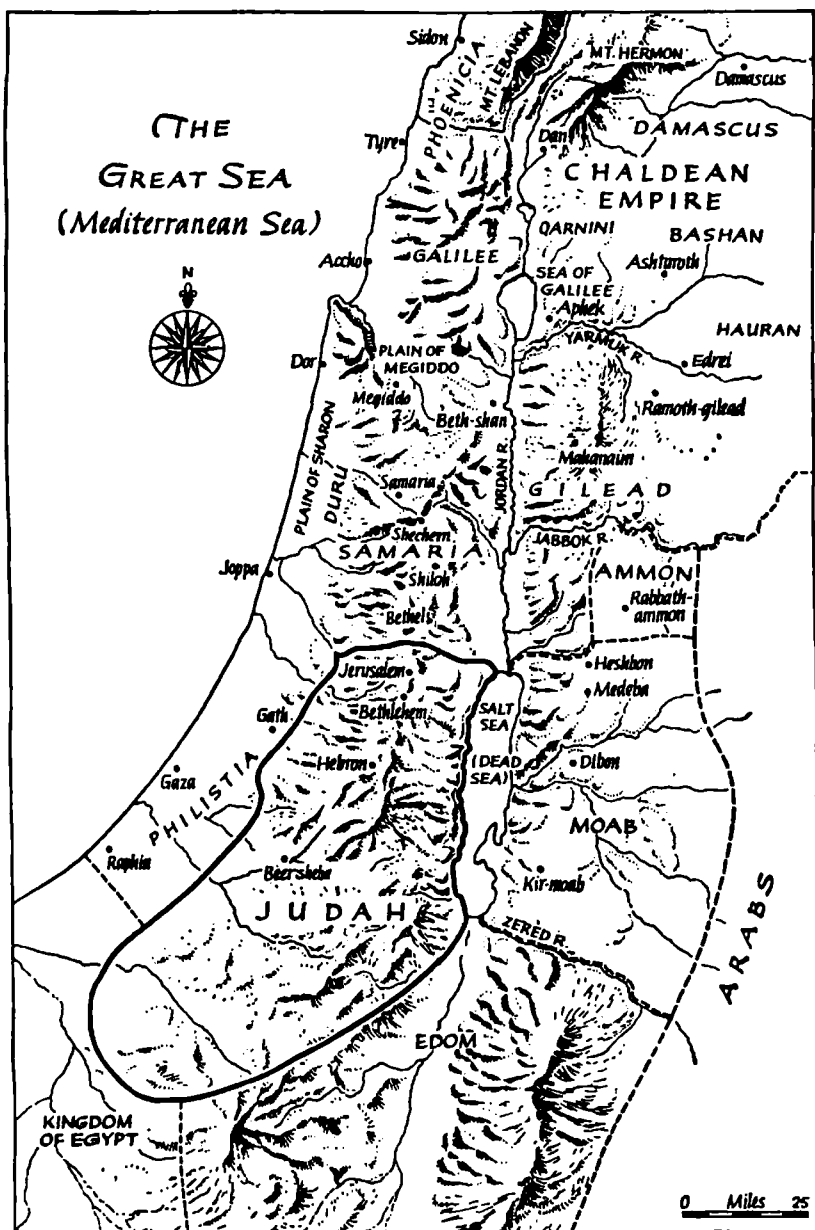 Sidon
PHOENICIA
MT. LEBANON
MT. HERMON
Damascus
DAMASCUS
THE
GREAT SEA
(Mediterranean Sea)
Tyre
Dan
CHALDEAN
EMPIRE
QARNINI
BASHAN
Accho
GALILEE
SEA OF
GALILEE
Ashtaroth
Aphek
HAURAN
N
YARMUK R.
Edrei
Dor
PLAIN OF
MEGIDDO
Megiddo
Beth-shan
Ramoth-gilead
PLAIN OF SHARON
DURU
JORDAN R.
Mahanaim
Samaria
GILEAD
Shechem
SAMARIA
JABBOK R.
Joppa
Shiloh
AMMON
Rabbath-
ammon
Bethel
Jerusalem
Heshbon
Medeba
Bethlehem
SALT
SEA
(DEAD
SEA)
Gath
Hebron
Dibon
Gaza
PHILISTIA
MOAB
Raphia
Beersheba
Kir-moab
JUDAH
ZERED R.
ARABS
EDOM
KINGDOM
OF EGYPT
0 Miles 25